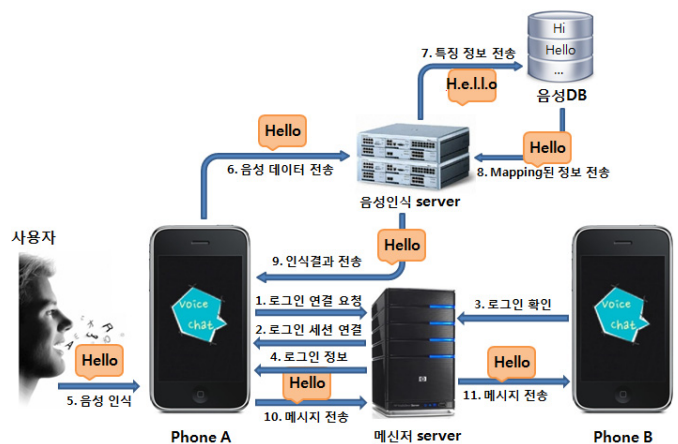 Hi
Hello
...
7. 특징 정보 전송
H.e.l.l.o
음성DB
Hello
Hello
6. 음성 데이터 전송
8. Mapping된 정보 전송
음성인식 server
사용자
Hello
9. 인식결과 전송
Voice
chat
1. 로그인 연결 요청
3. 로그인 확인
Voice
chat
2. 로그인 세션 연결
4. 로그인 정보
Hello
Hello
Hello
5. 음성 인식
10. 메시지 전송
11. 메시지 전송
Phone A
메신저 server
Phone B